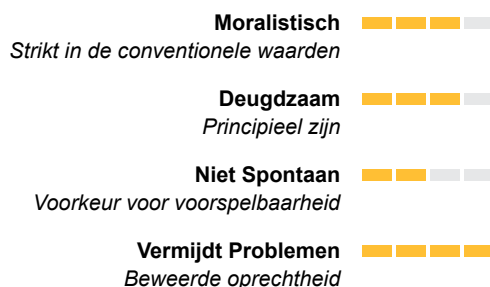 Moralistisch
Strikt in de conventionele waarden
Deugdzaam
Principieel zijn
Niet Spontaan
Voorkeur voor voorspelbaarheid
Vermijdt Problemen
Beweerde oprechtheid